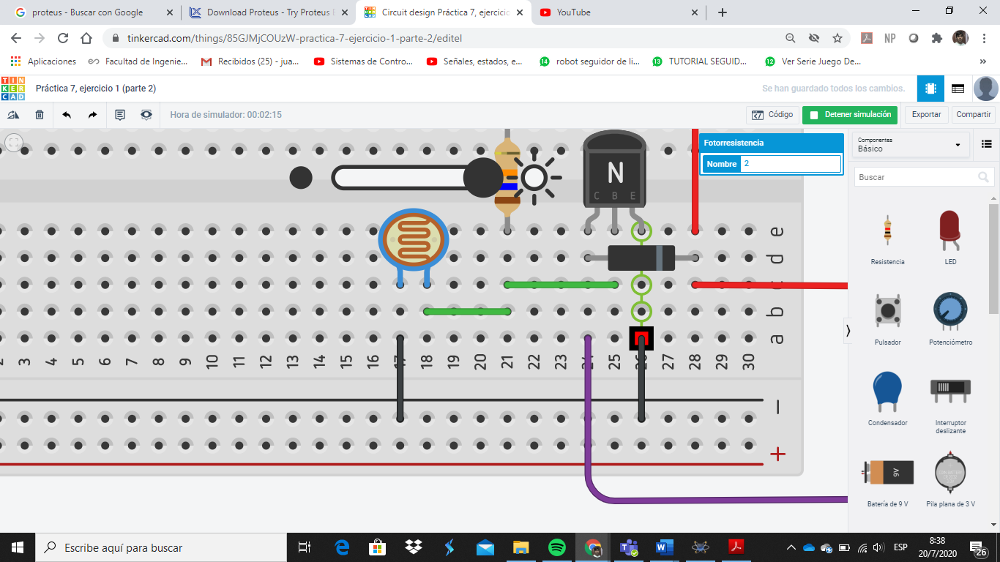 proteus - Buscar con Google
Download Proteus - Try Proteus E
Circuit design Práctica 7, ejercicio
YouTube
tinkercad.com/things/85GJMjCOUzW-practica-7-ejercicio-1-parte-2/editel
NP
Aplicaciones
Facultad de Ingenie...
Recibidos (25) - jua...
Sistemas de Contro...
Señales, estados, e...
14
robot seguidor de li...
13
TUTORIAL SEGUID...
12
Ver Serie Juego De...
»
TIN
KER
CAD
Práctica 7, ejercicio 1 (parte 2)
Se han guardado todos los cambios.
Hora de simulador: 00:02:15
Código
Detener simulación
Exportar
Compartir
Fotorresistencia
Nombre
2
Componentes
Básico
Buscar
N
C B E
e
d
b
a
2 3 4 5 6 7 8 9 10 11 12 13 14 15 16 17 18 19 20 21 22 23 24 25 26 27 28 29 30
+
Resistencia
LED
Pulsador
Potenciómetro
Condensador
Interruptor
deslizante
9V
Batería de 9 V
Pila plana de 3 V
Escribe aquí para buscar
ESP
8:38
20/7/2020
26